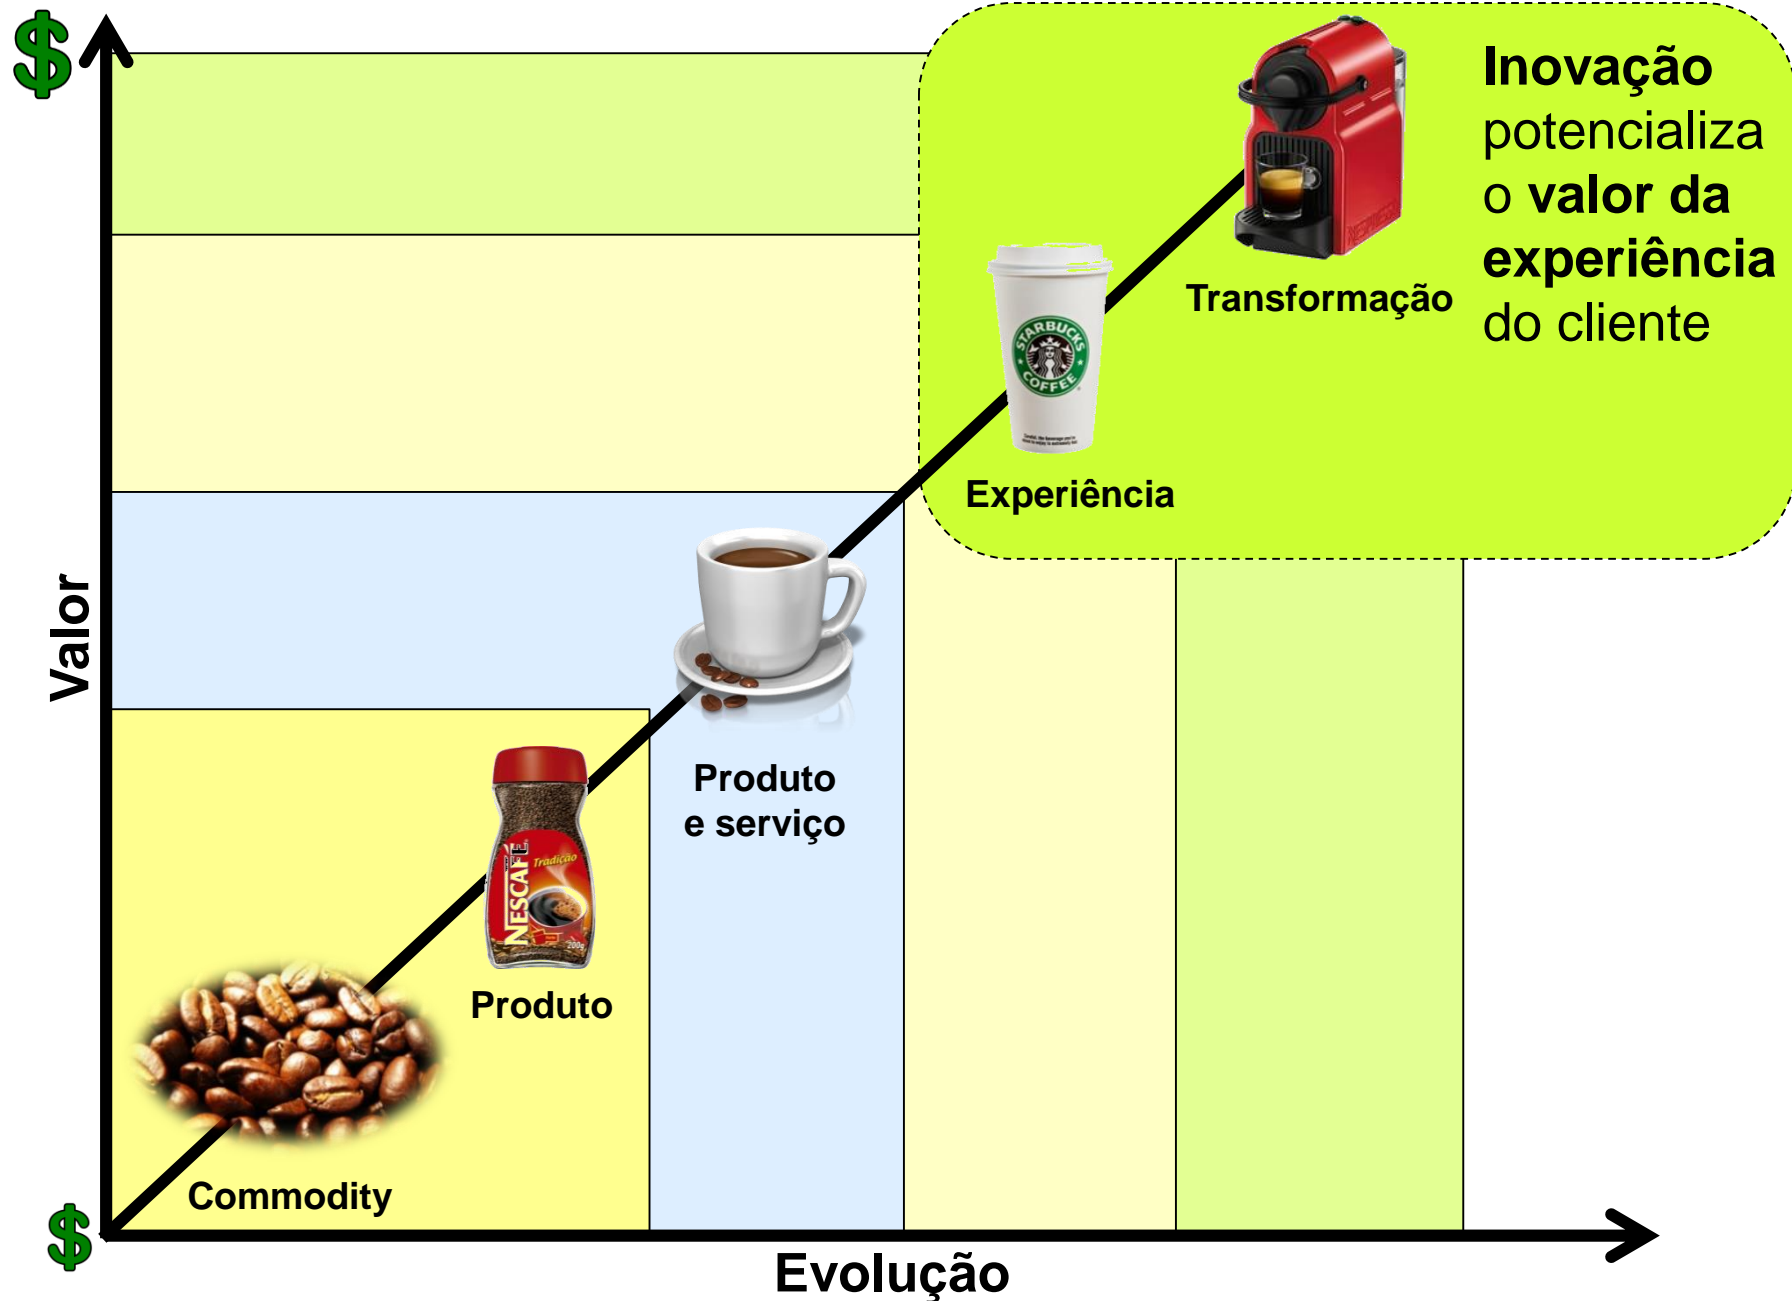 $
Inovação
potencializa
o valor da
experiência
do cliente
Transformação
STARBUCKS
COFFEE
Experiência
Valor
Produto
e serviço
NESCAFÉ
Tradição
200g
Produto
Commodity
$
Evolução